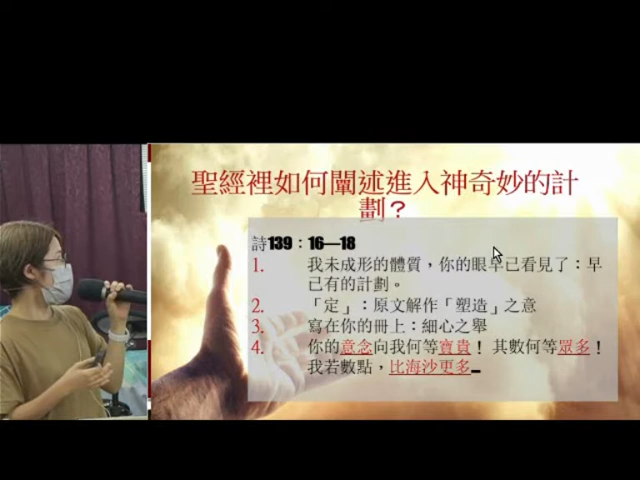 聖經裡如何闡述進入神奇妙的計
劃？
詩139：16—18
1. 我未成形的體質，你的眼早已看見了：早
已有的計劃。
2. 「定」：原文解作「塑造」之意
3. 寫在你的冊上：細心之舉
4. 你的意念向我何等寶貴！ 其數何等眾多！
我若數點，比海沙更多